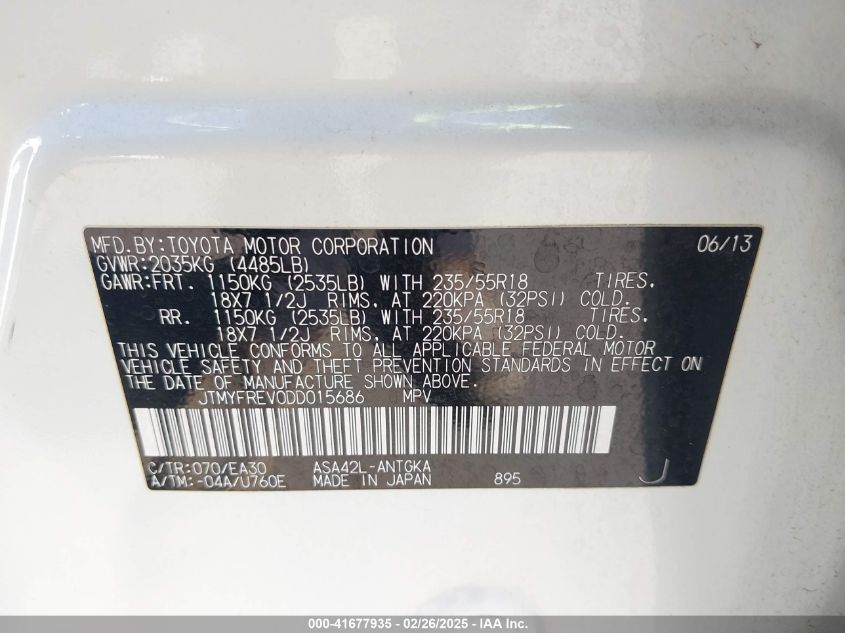 MFD.BY:TOYOTA MOTOR CORPORATION 06/13
GVWR:2035KG (4485LB)
GAWR:FRT. 1150KG (2535LB) WITH 235/55R18 TIRES,
18X7 1/2J RIMS, AT 220KPA (32PSI) COLD.
RR. 1150KG (2535LB) WITH 235/55R18 TIRES,
18X7 1/2J RIMS, AT 220KPA (32PSI) COLD.
THIS VEHICLE CONFORMS TO ALL APPLICABLE FEDERAL MOTOR
VEHICLE SAFETY AND THEFT PREVENTION STANDARDS IN EFFECT ON
THE DATE OF MANUFACTURE SHOWN ABOVE.
JTMYFREV0DD015686 MPV
C/TR:070/EA30 ASA42L-ANTGKA
A/TM:-04A/U760E MADE IN JAPAN 895 J
000-41677935 - 02/26/2025 - IAA Inc.